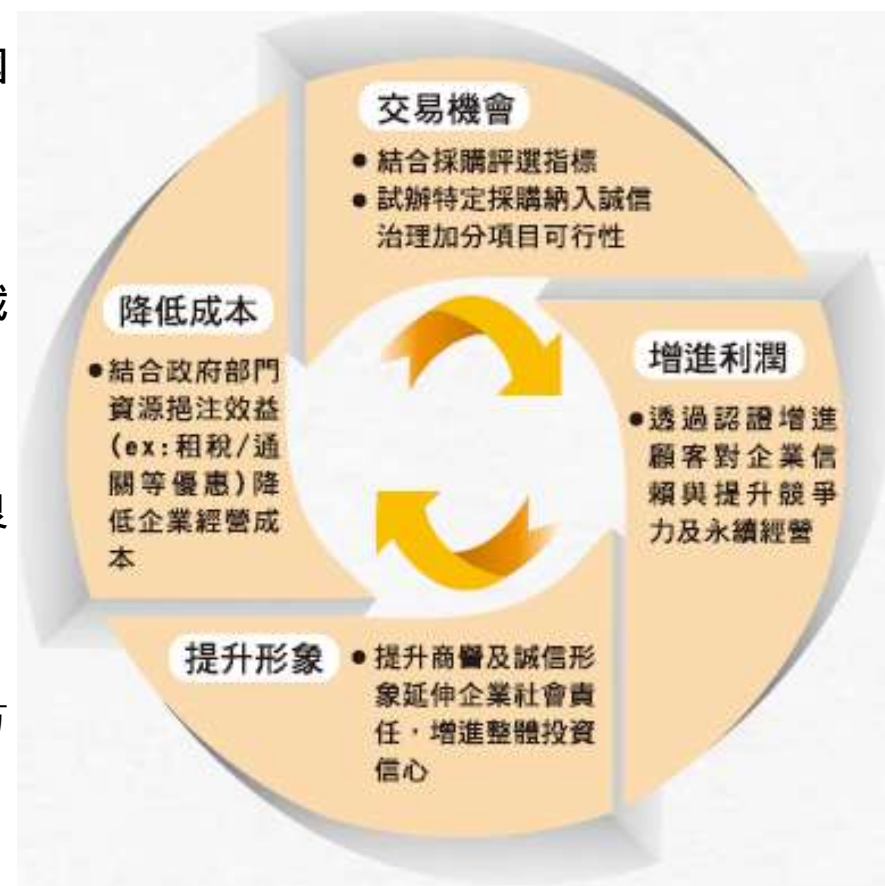 交易機會
● 結合採購評選指標
● 試辦特定採購納入誠信
治理加分項目可行性
降低成本
●結合政府部門
資源挹注效益
(ex:租稅/通
關等優惠)降
低企業經營成
本
增進利潤
●透過認證增進
顧客對企業信
賴與提升競爭
力及永續經營
提升形象
● 提升商譽及誠信形
象延伸企業社會責
任，增進整體投資
信心